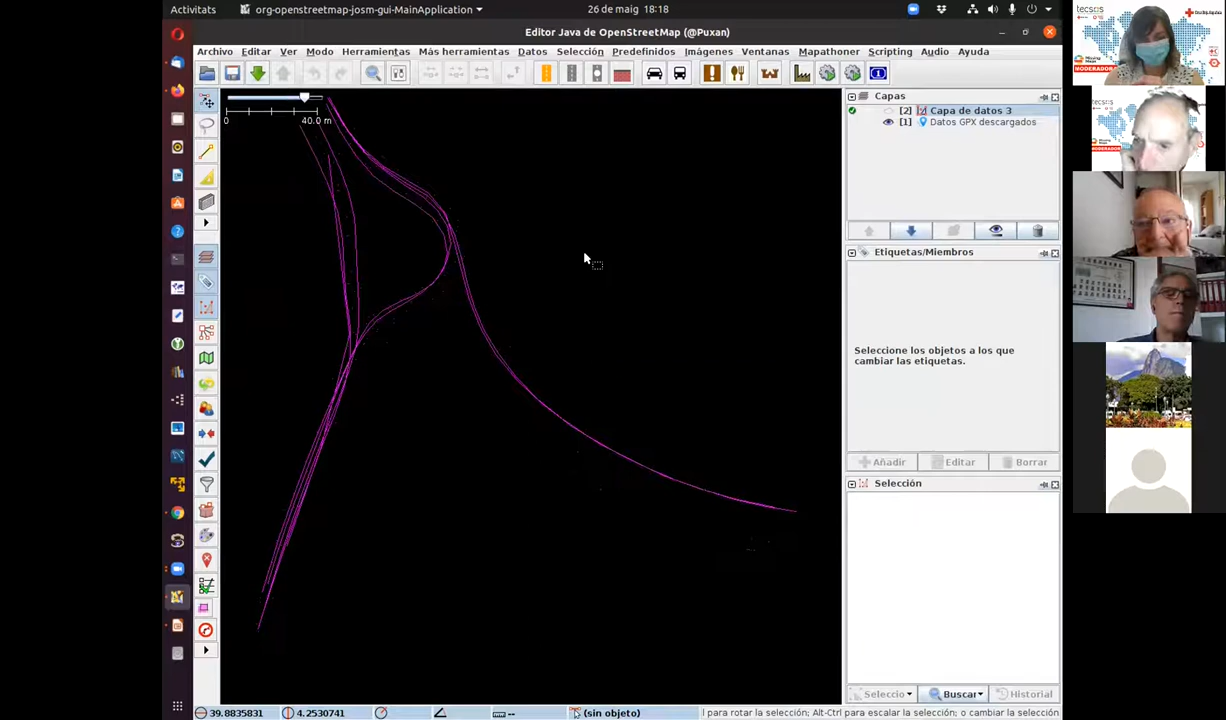 Activitats
org-openstreetmap-josm-gui-MainApplication
26 de maig 18:18
Editor Java de OpenStreetMap (@Puxan)
Archivo Editar Ver Modo Herramientas Más herramientas Datos Selección Predefinidos Imágenes Ventanas Mapathoner Scripting Audio Ayuda
0 40.0 m
Capas
[2] Capa de datos 3
[1] Datos GPX descargados
Etiquetas/Miembros
Seleccione los objetos a los que
cambiar las etiquetas.
Añadir Editar Borrar
Selección
Seleccio Buscar Historial
39.8835831 4.2530741 -- (sin objeto) l para rotar la selección; Alt-Ctrl para escalar la selección; o cambiar la selección
tecsos
MODERADOR
tecsos